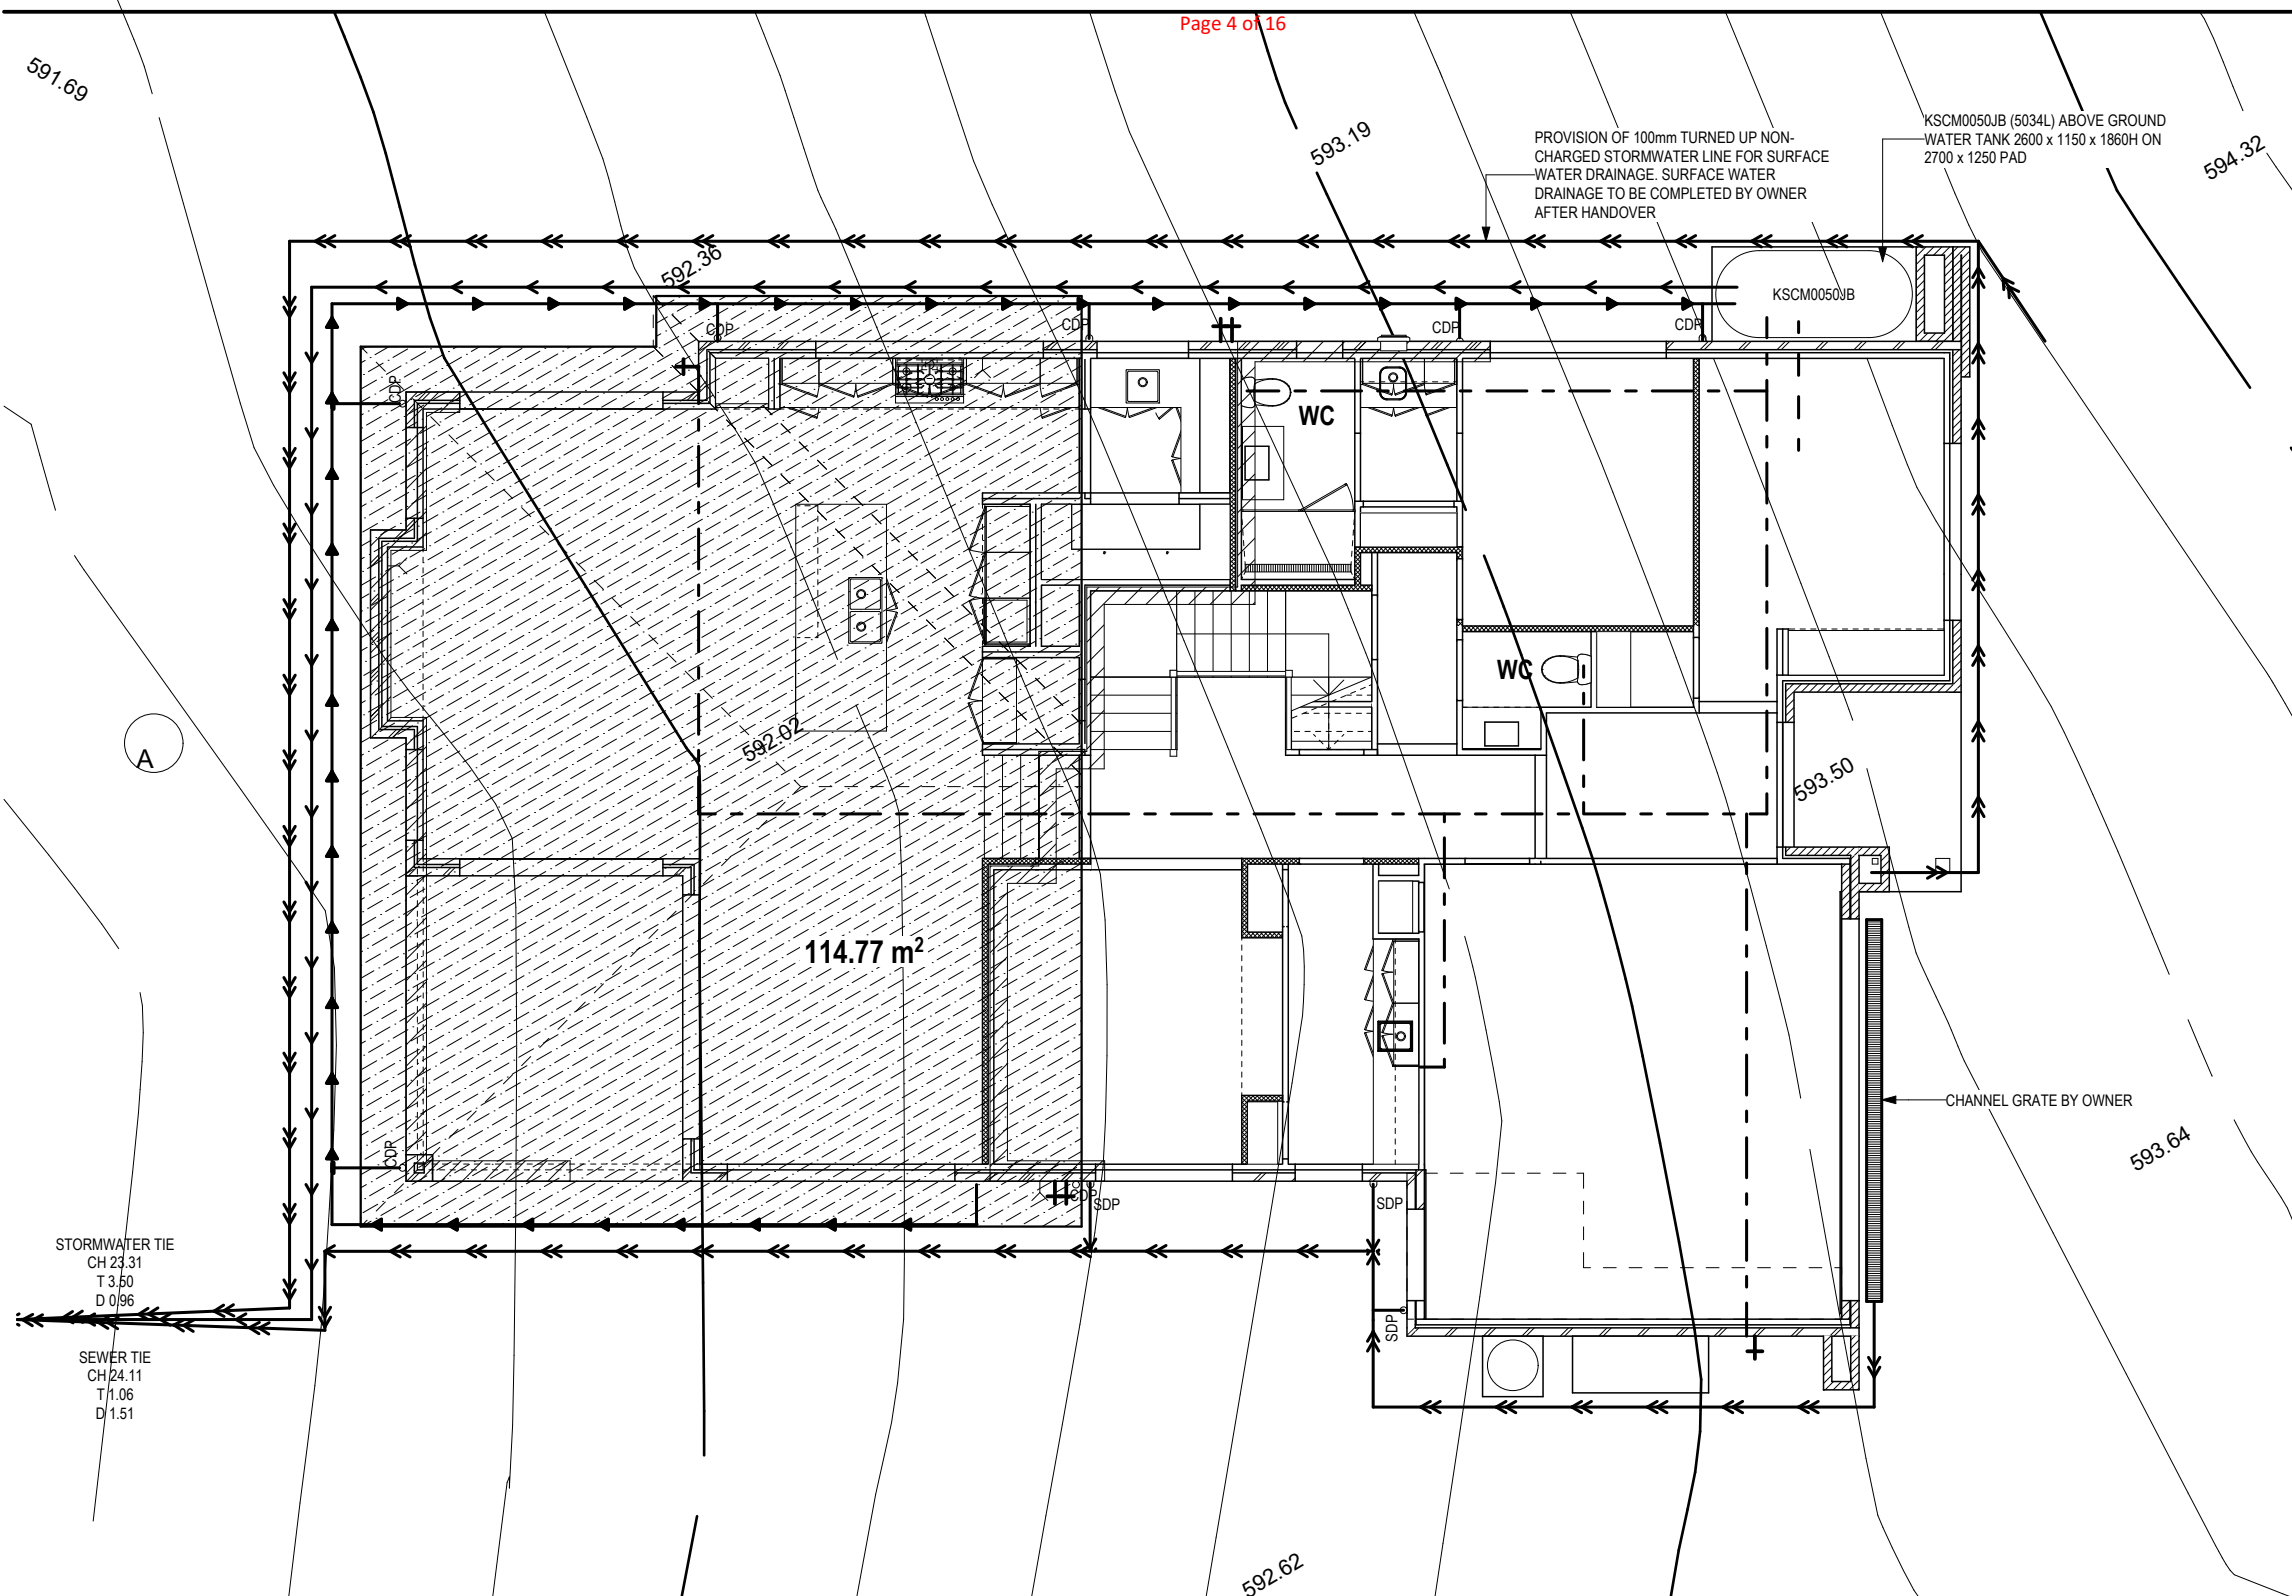 Page 4 of 16
591.69
593.19
PROVISION OF 100mm TURNED UP NON-
CHARGED STORMWATER LINE FOR SURFACE
WATER DRAINAGE. SURFACE WATER
DRAINAGE TO BE COMPLETED BY OWNER
AFTER HANDOVER
KSCM0050JB (5034L) ABOVE GROUND
WATER TANK 2600 x 1150 x 1860H ON
2700 x 1250 PAD
594.32
592.36
KSCM0050JB
CDP
CDP
CDP
CDP
CDP
WC
WC
A
592.02
593.50
114.77 m²
CHANNEL GRATE BY OWNER
593.64
CDP
CDP
SDP
SDP
SDP
STORMWATER TIE
CH 23.31
T 3.50
D 0.96
SEWER TIE
CH 24.11
T 1.06
D 1.51
592.62